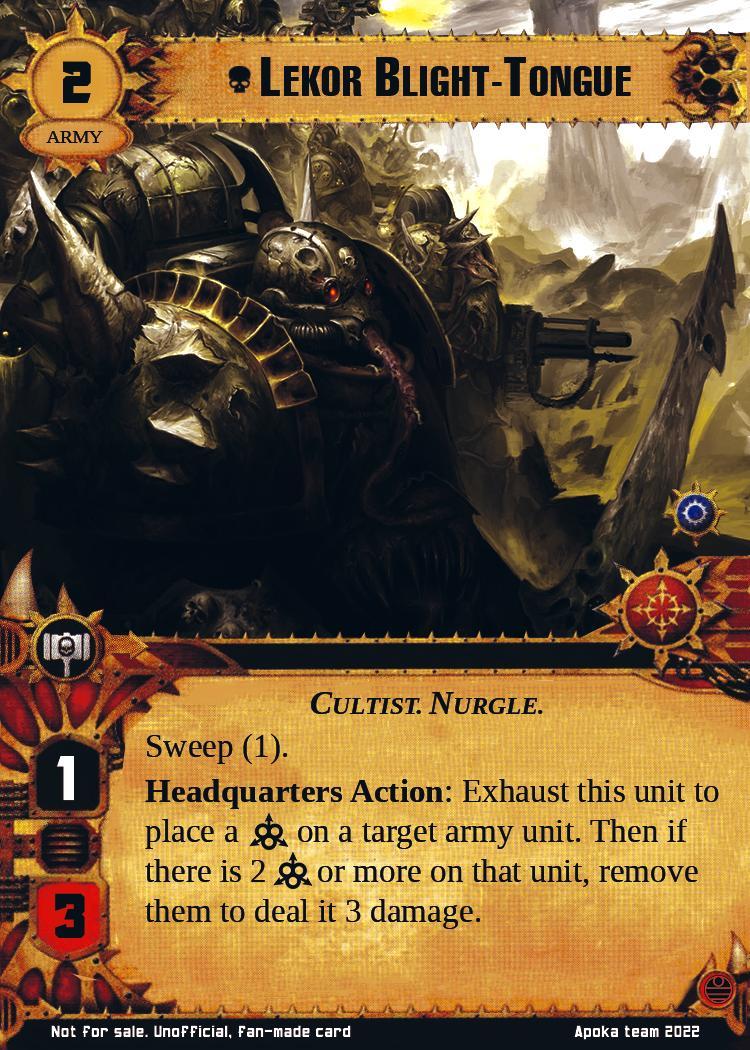 2
ARMY
LEKOR BLIGHT-TONGUE
CULTIST. NURGLE.
Sweep (1).
1
Headquarters Action: Exhaust this unit to
place a on a target army unit. Then if
there is 2 or more on that unit, remove
them to deal it 3 damage.
3
Not for sale. Unofficial, fan-made card
Apoka team 2022